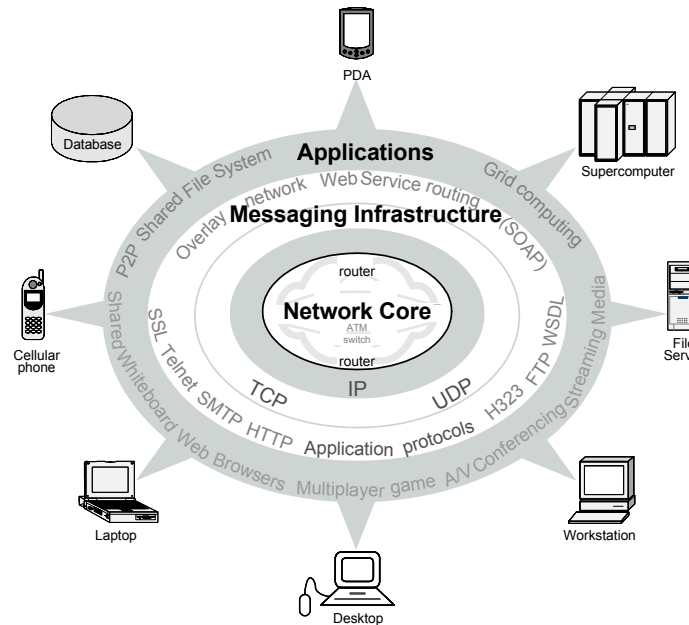 PDA
Database
Supercomputer
Applications
P2P Shared File System
Grid computing
Overlay network Web Service routing (SOAP)
Messaging Infrastructure
router
Network Core
ATM
switch
router
IP
TCP
UDP
SSL Telnet SMTP HTTP Application protocols H323 FTP WSDL
Shared Whiteboard Web Browsers Multiplayer game A/V Conferencing Streaming Media
Cellular
phone
File
Serv
Laptop
Workstation
Desktop